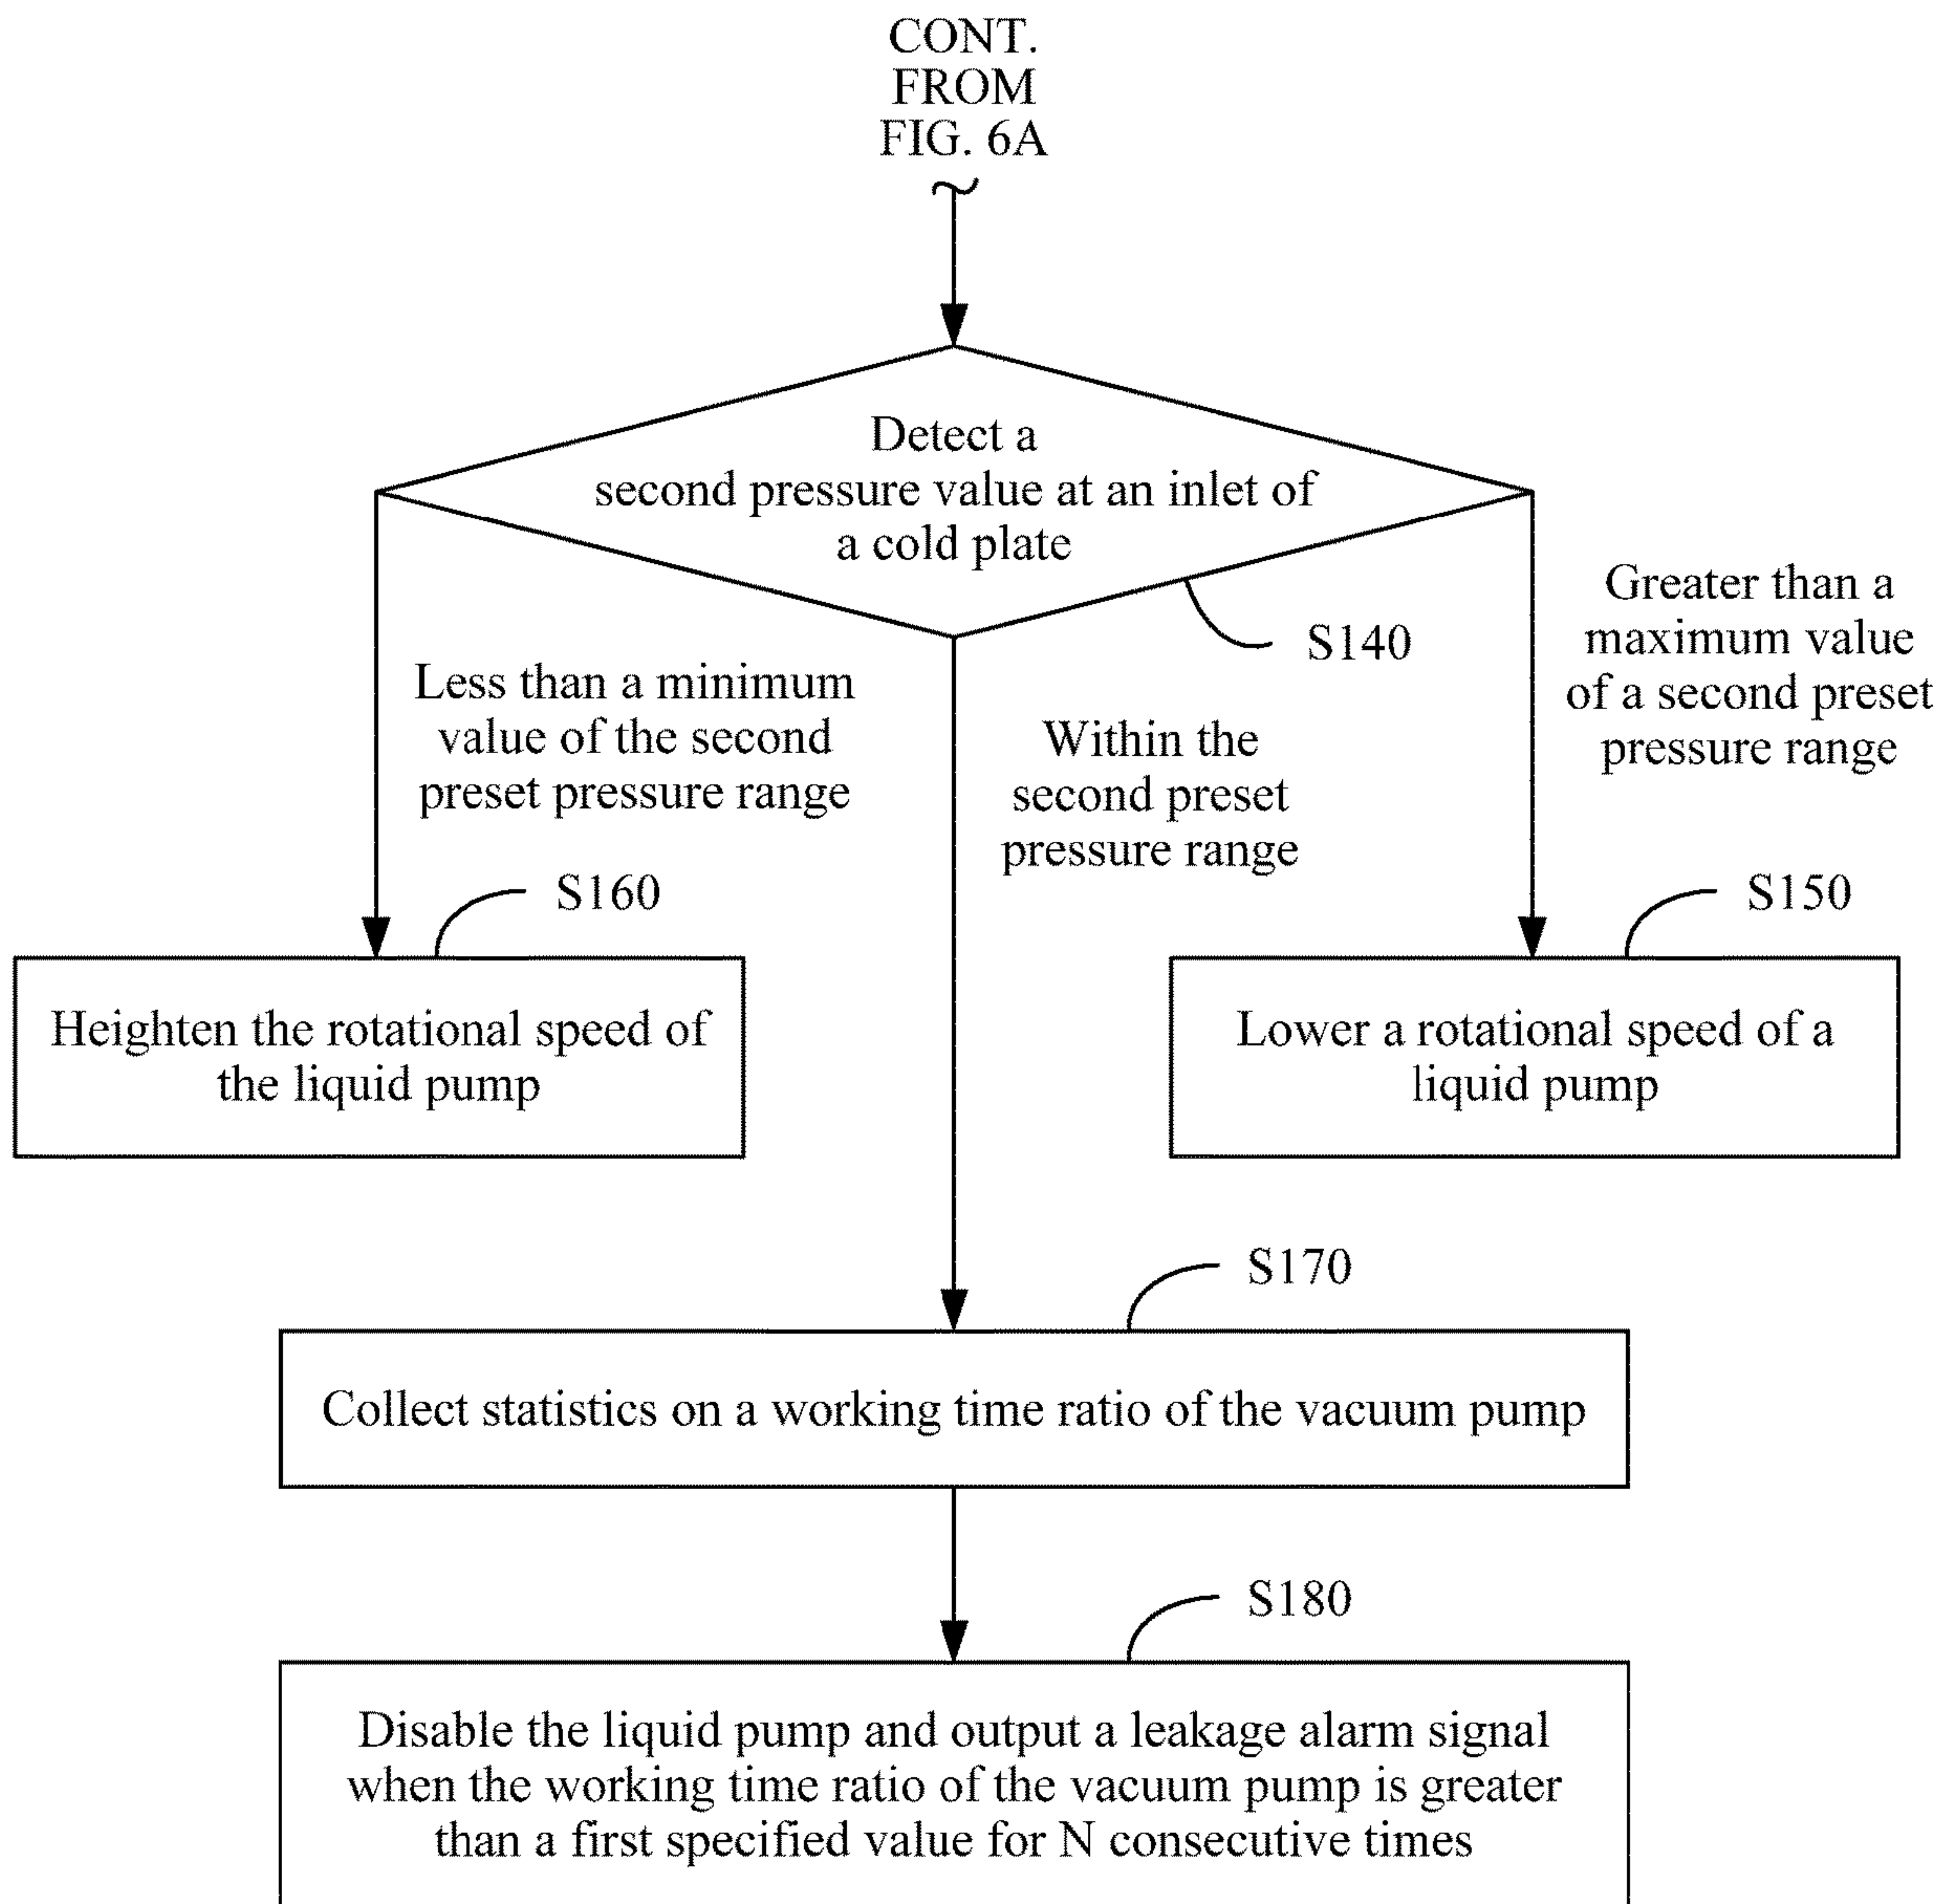 CONT.
FROM
FIG. 6A
Detect a
second pressure value at an inlet of
a cold plate
S140
Less than a minimum
value of the second
preset pressure range
Within the
second preset
pressure range
Greater than a
maximum value
of a second preset
pressure range
S160
Heighten the rotational speed of
the liquid pump
S150
Lower a rotational speed of a
liquid pump
S170
Collect statistics on a working time ratio of the vacuum pump
S180
Disable the liquid pump and output a leakage alarm signal
when the working time ratio of the vacuum pump is greater
than a first specified value for N consecutive times